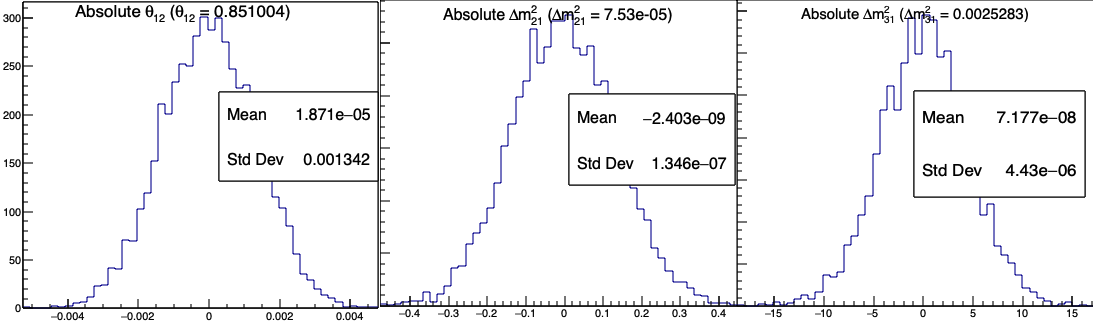 Absolute θ₁₂ (θ₁₂ = 0.851004)
300
250
200
150
100
50
0
Mean 1.871e−05
Std Dev 0.001342
−0.004 −0.002 0 0.002 0.004
Absolute Δm²₂₁ (Δm²₂₁ = 7.53e-05)
Mean −2.403e−09
Std Dev 1.346e−07
−0.4 −0.3 −0.2 −0.1 0 0.1 0.2 0.3 0.4
Absolute Δm²₃₁ (Δm²₃₁ = 0.0025283)
Mean 7.177e−08
Std Dev 4.43e−06
−15 −10 −5 0 5 10 15